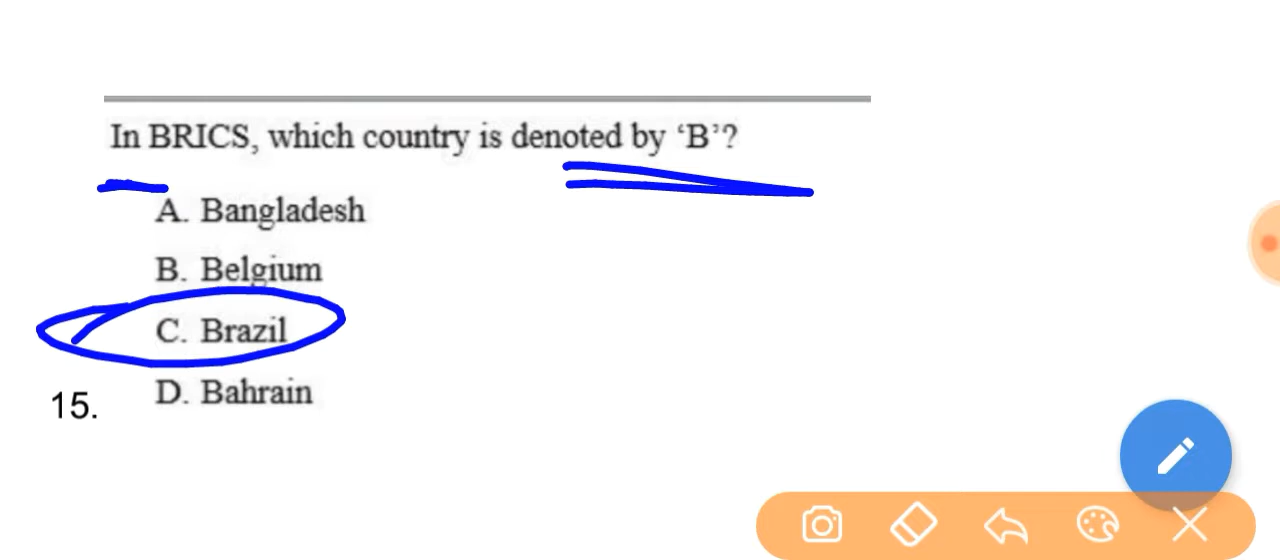 In BRICS, which country is denoted by ‘B’?
A. Bangladesh
B. Belgium
C. Brazil
D. Bahrain
15.